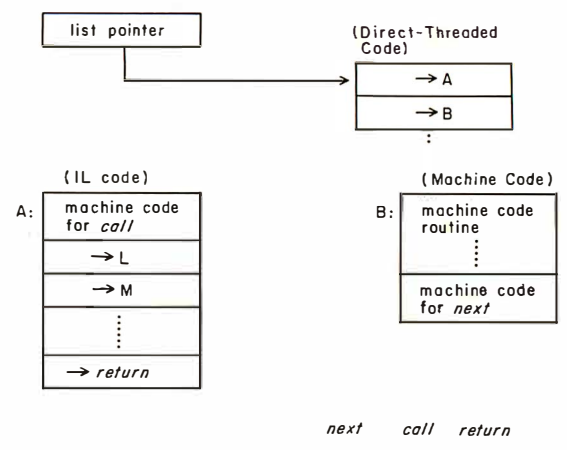 list pointer
(Direct-Threaded
Code)
→A
→B
(IL code)
A:
machine code
for call
→L
→M
→ return
(Machine Code)
B:
machine code
routine
machine code
for next
next call return